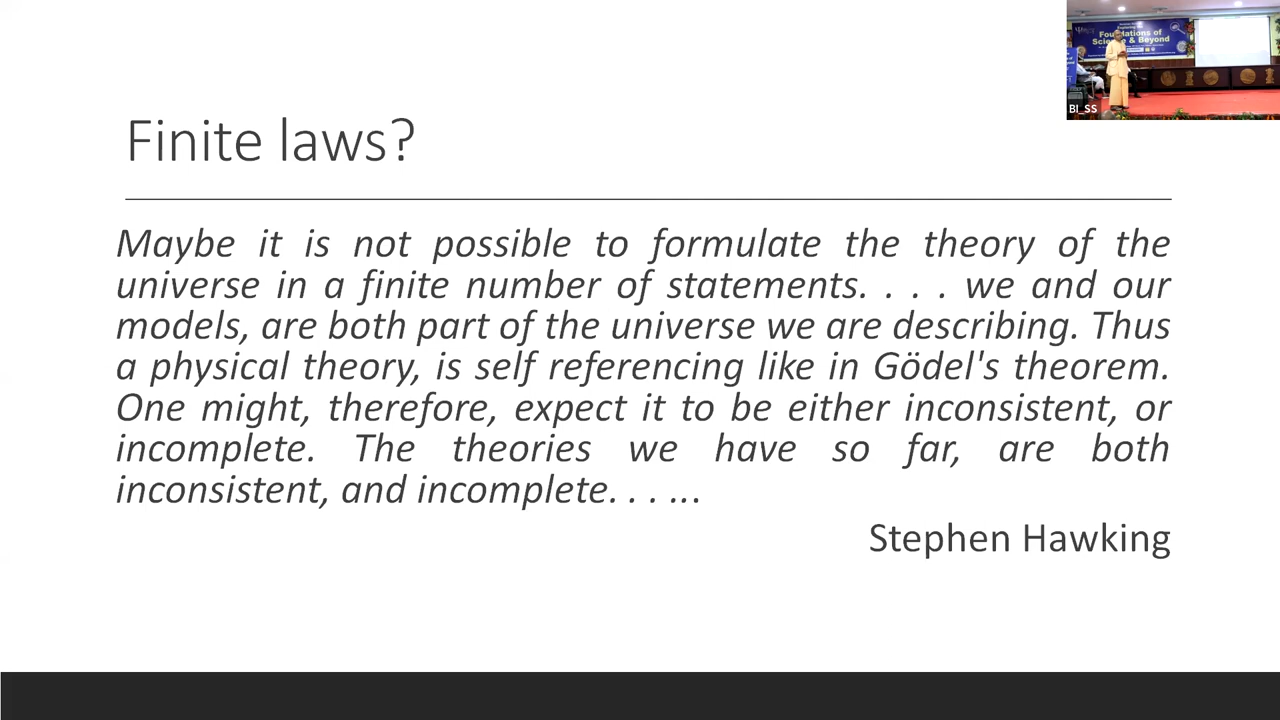 Foundations of
Science & Beyond
BI_SS
Finite laws?
Maybe it is not possible to formulate the theory of the
universe in a finite number of statements. . . . we and our
models, are both part of the universe we are describing. Thus
a physical theory, is self referencing like in Gödel's theorem.
One might, therefore, expect it to be either inconsistent, or
incomplete. The theories we have so far, are both
inconsistent, and incomplete. . . ...
Stephen Hawking